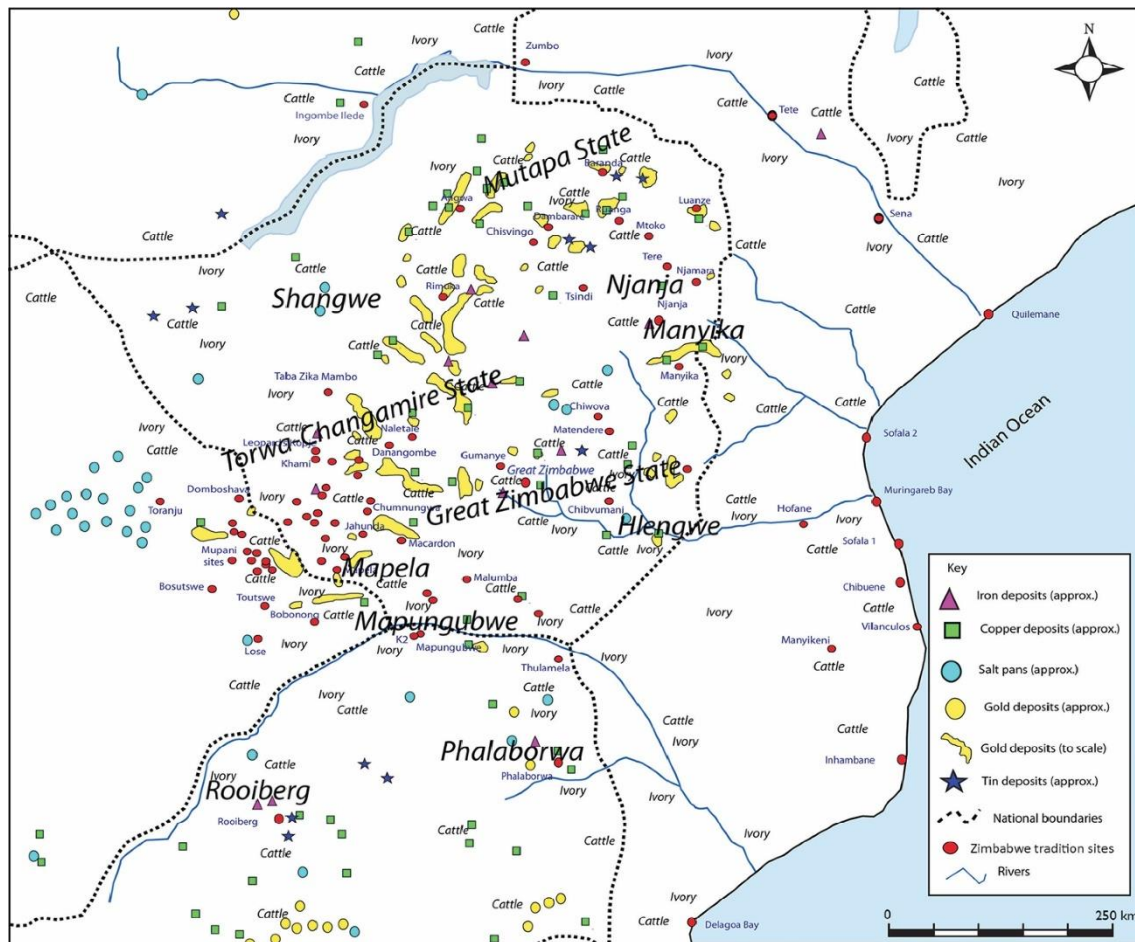 N
Ivory
Zumbo
Cattle
Ivory
Ivory
Cattle
Cattle
Ivory
Cattle
Cattle
Cattle
Cattle
Tete
Cattle
Ingombe Ilede
Ivory
Ivory
Cattle
Mutapa State
Cattle
Ivory
Cattle
Baranda
Cattle
Ivory
Cattle
Ivory
Angwa
Ivory
Ruanga
Luanze
Dambarare
Sena
Cattle
Chisvingo
Mtoko
Cattle
Cattle
Cattle
Ivory
Tere
Ivory
Cattle
Cattle
Cattle
Njanja
Njamara
Cattle
Shangwe
Rimuka
Cattle
Tsindi
Njanja
Cattle
Quilemane
Cattle
Cattle
Manyika
Ivory
Cattle
Ivory
Manyika
Cattle
Taba Zika Mambo
Ivory
Cattle
Cattle
Torwa Changamire State
Chiwova
Cattle
Cattle
Naletale
Matendere
Sofala 2
Indian Ocean
Leopards Kopje
Danangombe
Ivory
Cattle
Khami
Cattle
Gumanye
Cattle
Great Zimbabwe
Ivory
Domboshava
Cattle
Great Zimbabwe State
Muringareb Bay
Toranju
Ivory
Cattle
Chumnungwa
Cattle
Chibvumani
Hofane
Ivory
Cattle
Jahunda
Hlengwe
Cattle
Mupani
sites
Ivory
Macardon
Ivory
Sofala 1
Cattle
Mapela
Mapela
Bosutswe
Toutswe
Malumba
Cattle
Chibuene
Ivory
Bobonong
Cattle
Mapungubwe
Ivory
Cattle
Vilanculos
Lose
Ivory
K2
Mapungubwe
Ivory
Manyikeni
Cattle
Thulamela
Ivory
Cattle
Ivory
Cattle
Cattle
Ivory
Cattle
Ivory
Cattle
Phalaborwa
Cattle
Inhambane
Ivory
Phalaborwa
Rooiberg
Ivory
Rooiberg
Cattle
Cattle
Ivory
Cattle
Cattle
Ivory
Cattle
Delagoa Bay
Key
Iron deposits (approx.)
Copper deposits (approx.)
Salt pans (approx.)
Gold deposits (approx.)
Gold deposits (to scale)
Tin deposits (approx.)
National boundaries
Zimbabwe tradition sites
Rivers
0
250 km